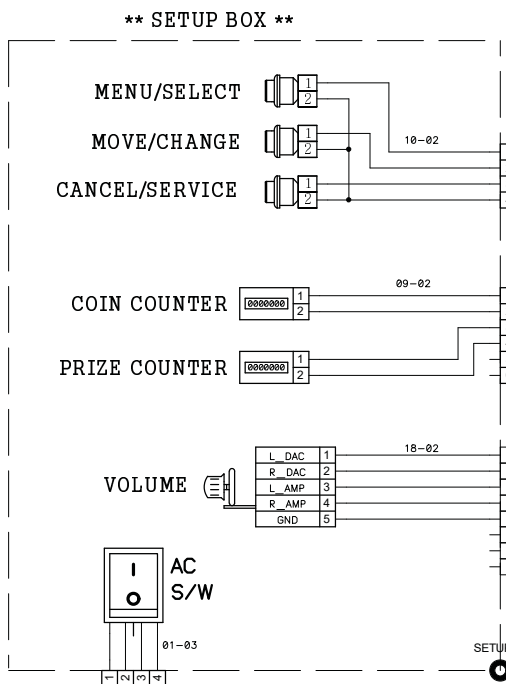 ** SETUP BOX **
MENU/SELECT 1
2
10-02
MOVE/CHANGE 1
2
CANCEL/SERVICE 1
2
09-02
COIN COUNTER 0000000 1
2
PRIZE COUNTER 0000000 1
2
18-02
L_DAC 1
R_DAC 2
VOLUME L_AMP 3
R_AMP 4
GND 5
AC
S/W
01-03
1 2 3 4